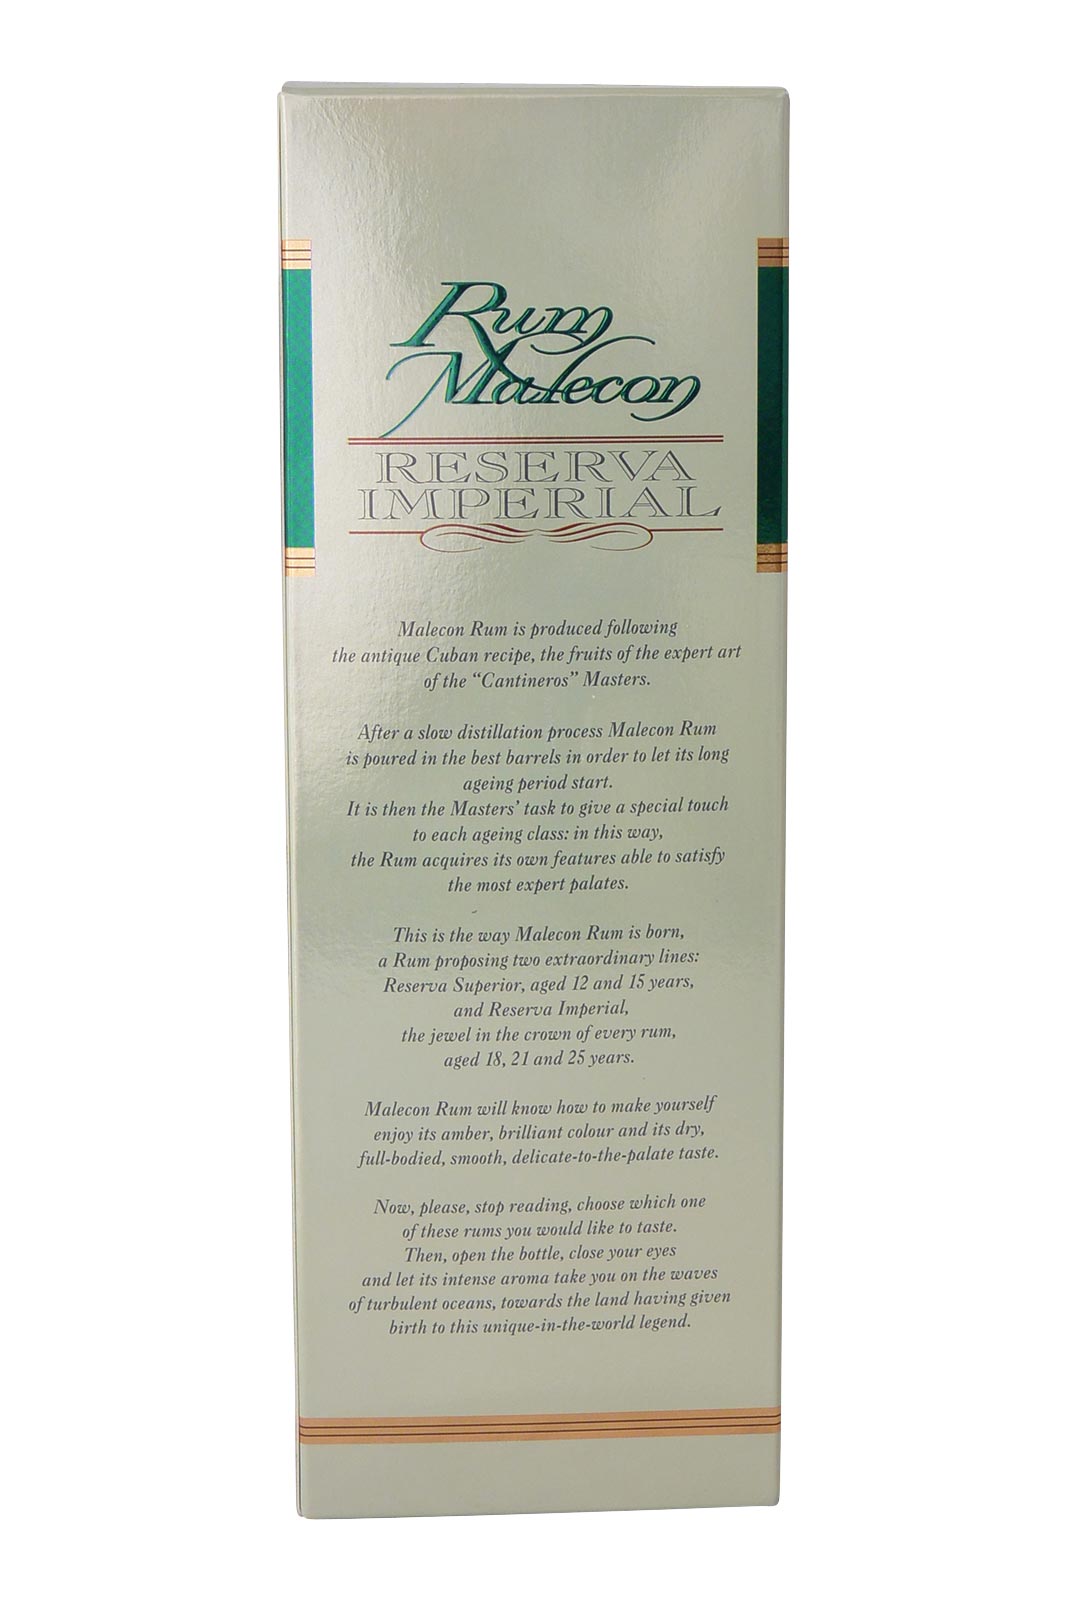 Rum
Malecon
RESERVA
IMPERIAL
Malecon Rum is produced following
the antique Cuban recipe, the fruits of the expert art
of the “Cantineros” Masters.
After a slow distillation process Malecon Rum
is poured in the best barrels in order to let its long
ageing period start.
It is then the Masters’ task to give a special touch
to each ageing class: in this way,
the Rum acquires its own features able to satisfy
the most expert palates.
This is the way Malecon Rum is born,
a Rum proposing two extraordinary lines:
Reserva Superior, aged 12 and 15 years,
and Reserva Imperial,
the jewel in the crown of every rum,
aged 18, 21 and 25 years.
Malecon Rum will know how to make yourself
enjoy its amber, brilliant colour and its dry,
full-bodied, smooth, delicate-to-the-palate taste.
Now, please, stop reading, choose which one
of these rums you would like to taste.
Then, open the bottle, close your eyes
and let its intense aroma take you on the waves
of turbulent oceans, towards the land having given
birth to this unique-in-the-world legend.